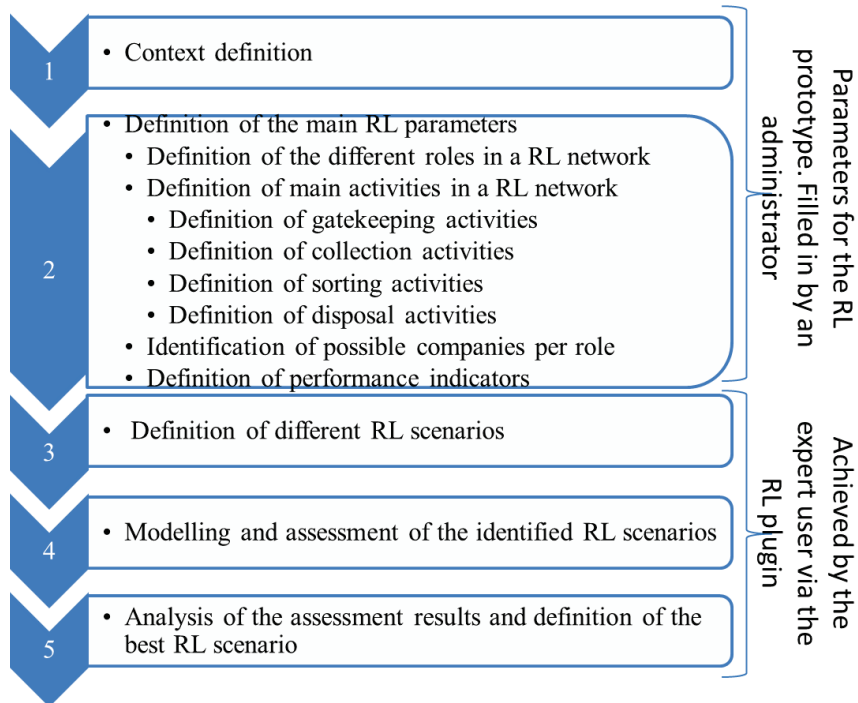 1
• Context definition
2
• Definition of the main RL parameters
• Definition of the different roles in a RL network
• Definition of main activities in a RL network
• Definition of gatekeeping activities
• Definition of collection activities
• Definition of sorting activities
• Definition of disposal activities
• Identification of possible companies per role
• Definition of performance indicators
3
• Definition of different RL scenarios
4
• Modelling and assessment of the identified RL scenarios
5
• Analysis of the assessment results and definition of the
best RL scenario
Parameters for the RL
prototype. Filled in by an
administrator
Achieved by the
expert user via the
RL plugin